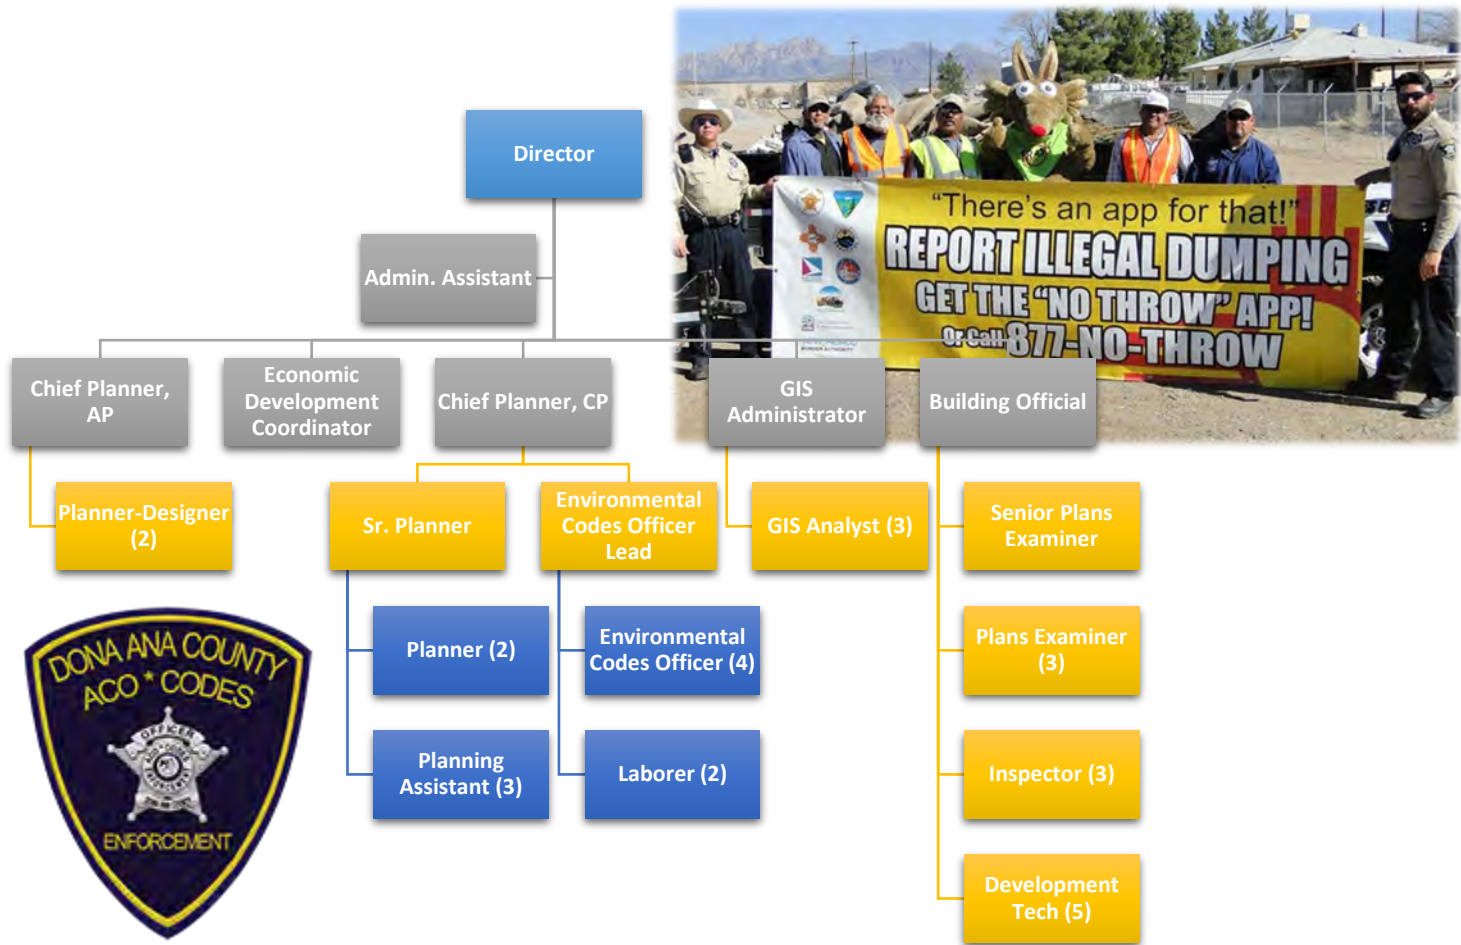 Director
Admin. Assistant
"There's an app for that!"
REPORT ILLEGAL DUMPING
GET THE "NO THROW" APP!
Or Call 877-NO-THROW
BORDER AUTHORITY
Chief Planner,
AP
Economic
Development
Coordinator
Chief Planner, CP
GIS
Administrator
Building Official
Planner-Designer
(2)
Sr. Planner
Environmental
Codes Officer
Lead
GIS Analyst (3)
Senior Plans
Examiner
Planner (2)
Environmental
Codes Officer (4)
Plans Examiner
(3)
Planning
Assistant (3)
Laborer (2)
Inspector (3)
Development
Tech (5)
DONA ANA COUNTY
ACO * CODES
OFFICER
ENFORCEMENT